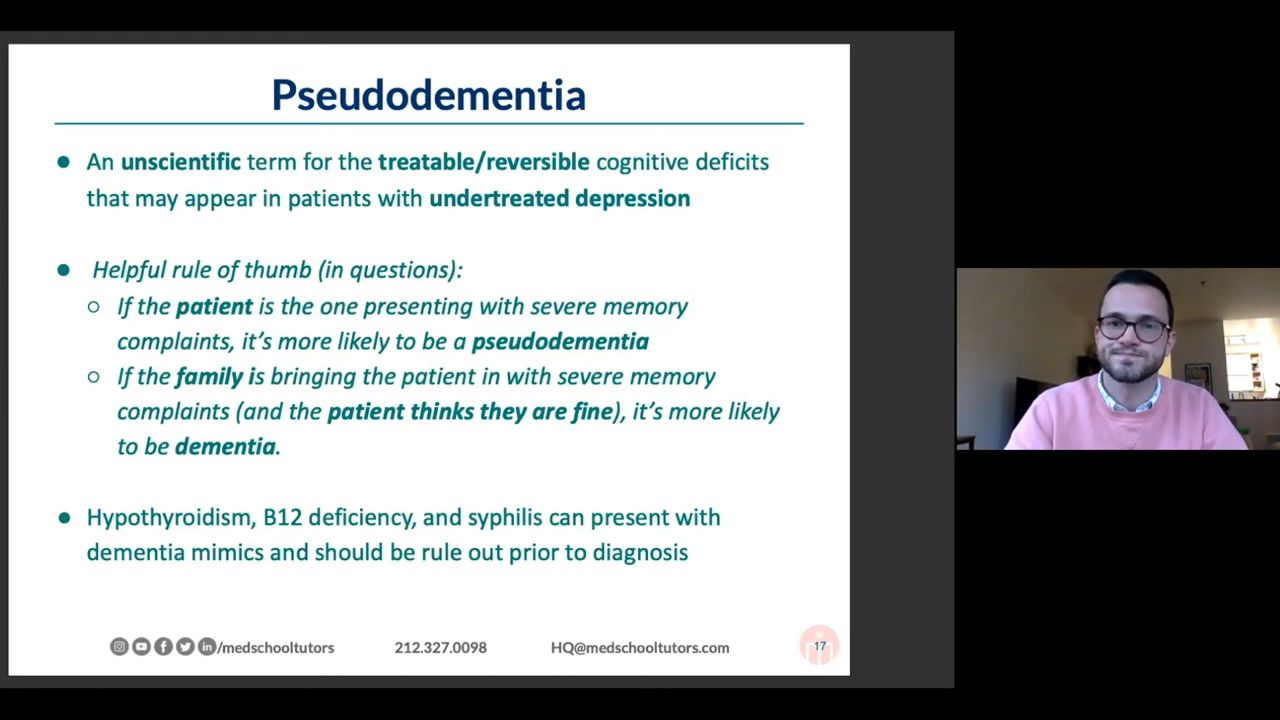 Pseudodementia
● An unscientific term for the treatable/reversible cognitive deficits
that may appear in patients with undertreated depression
● Helpful rule of thumb (in questions):
○ If the patient is the one presenting with severe memory
complaints, it's more likely to be a pseudodementia
○ If the family is bringing the patient in with severe memory
complaints (and the patient thinks they are fine), it's more likely
to be dementia.
● Hypothyroidism, B12 deficiency, and syphilis can present with
dementia mimics and should be rule out prior to diagnosis
/medschooltutors 212.327.0098 HQ@medschooltutors.com 17